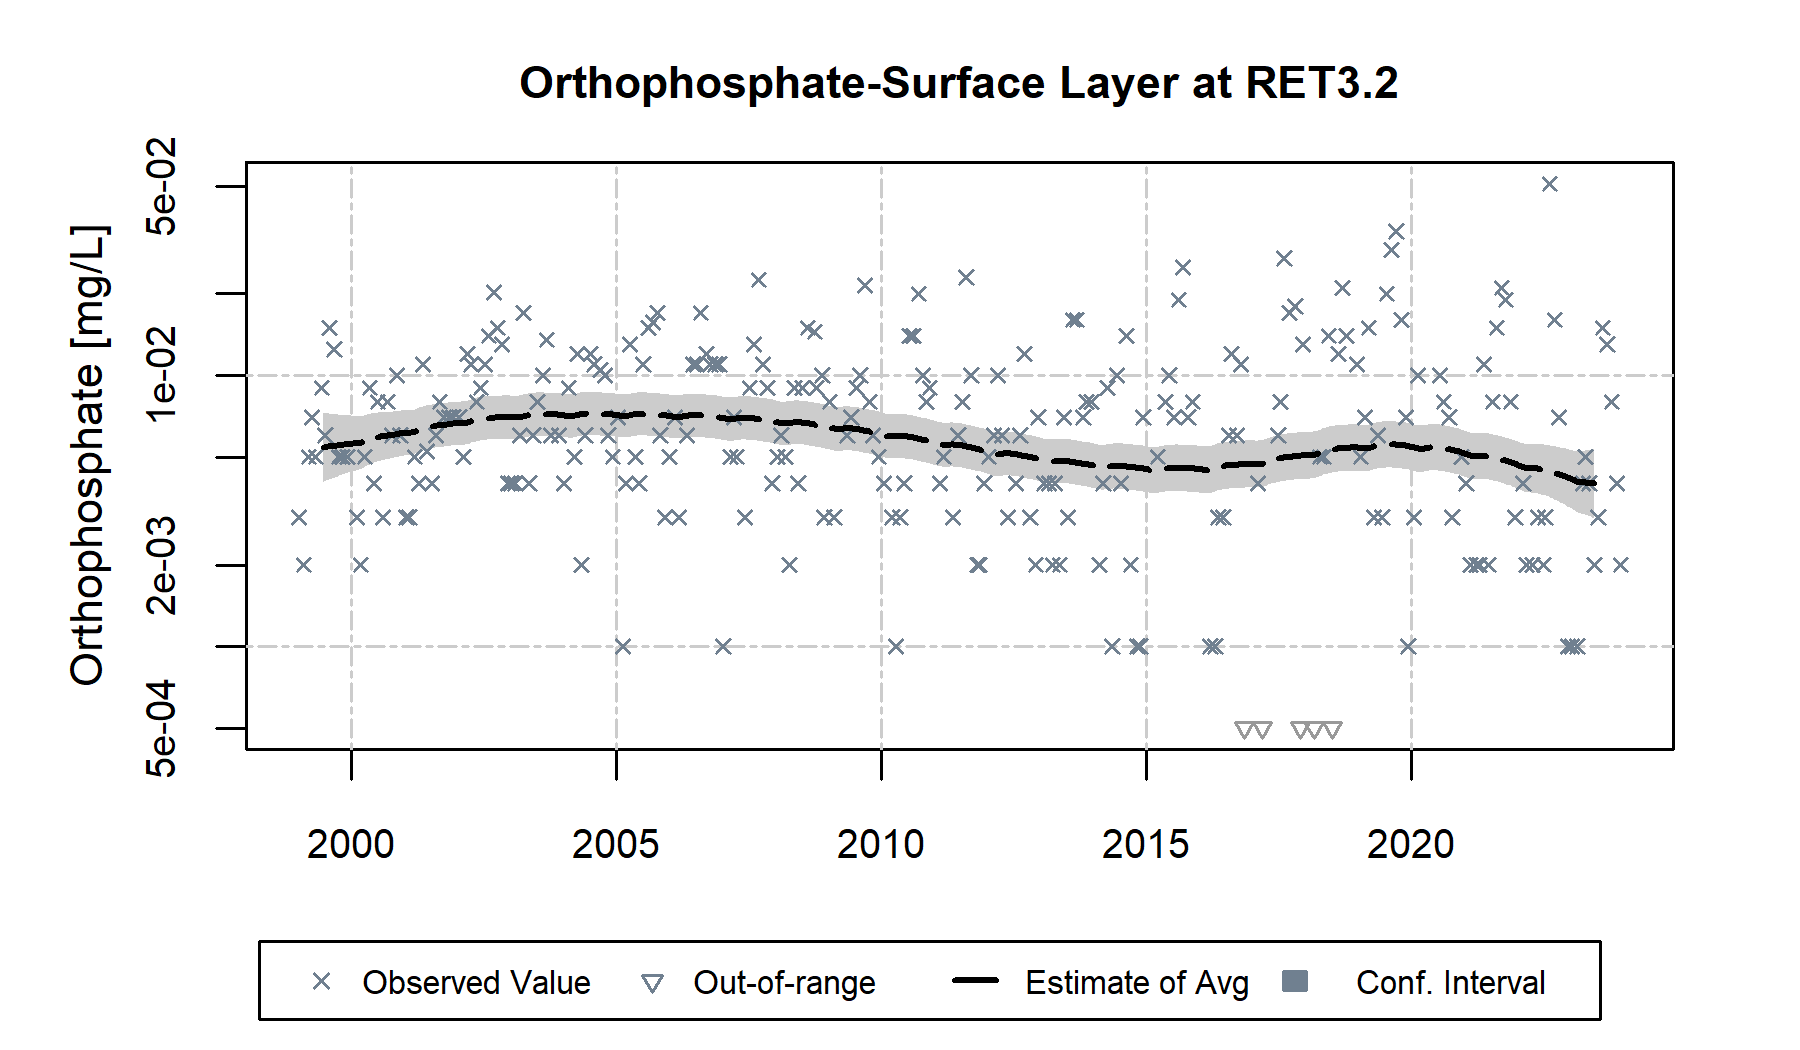 Orthophosphate-Surface Layer at RET3.2
Orthophosphate [mg/L]
5e-02
1e-02
2e-03
5e-04
2000 2005 2010 2015 2020
Observed Value Out-of-range Estimate of Avg Conf. Interval